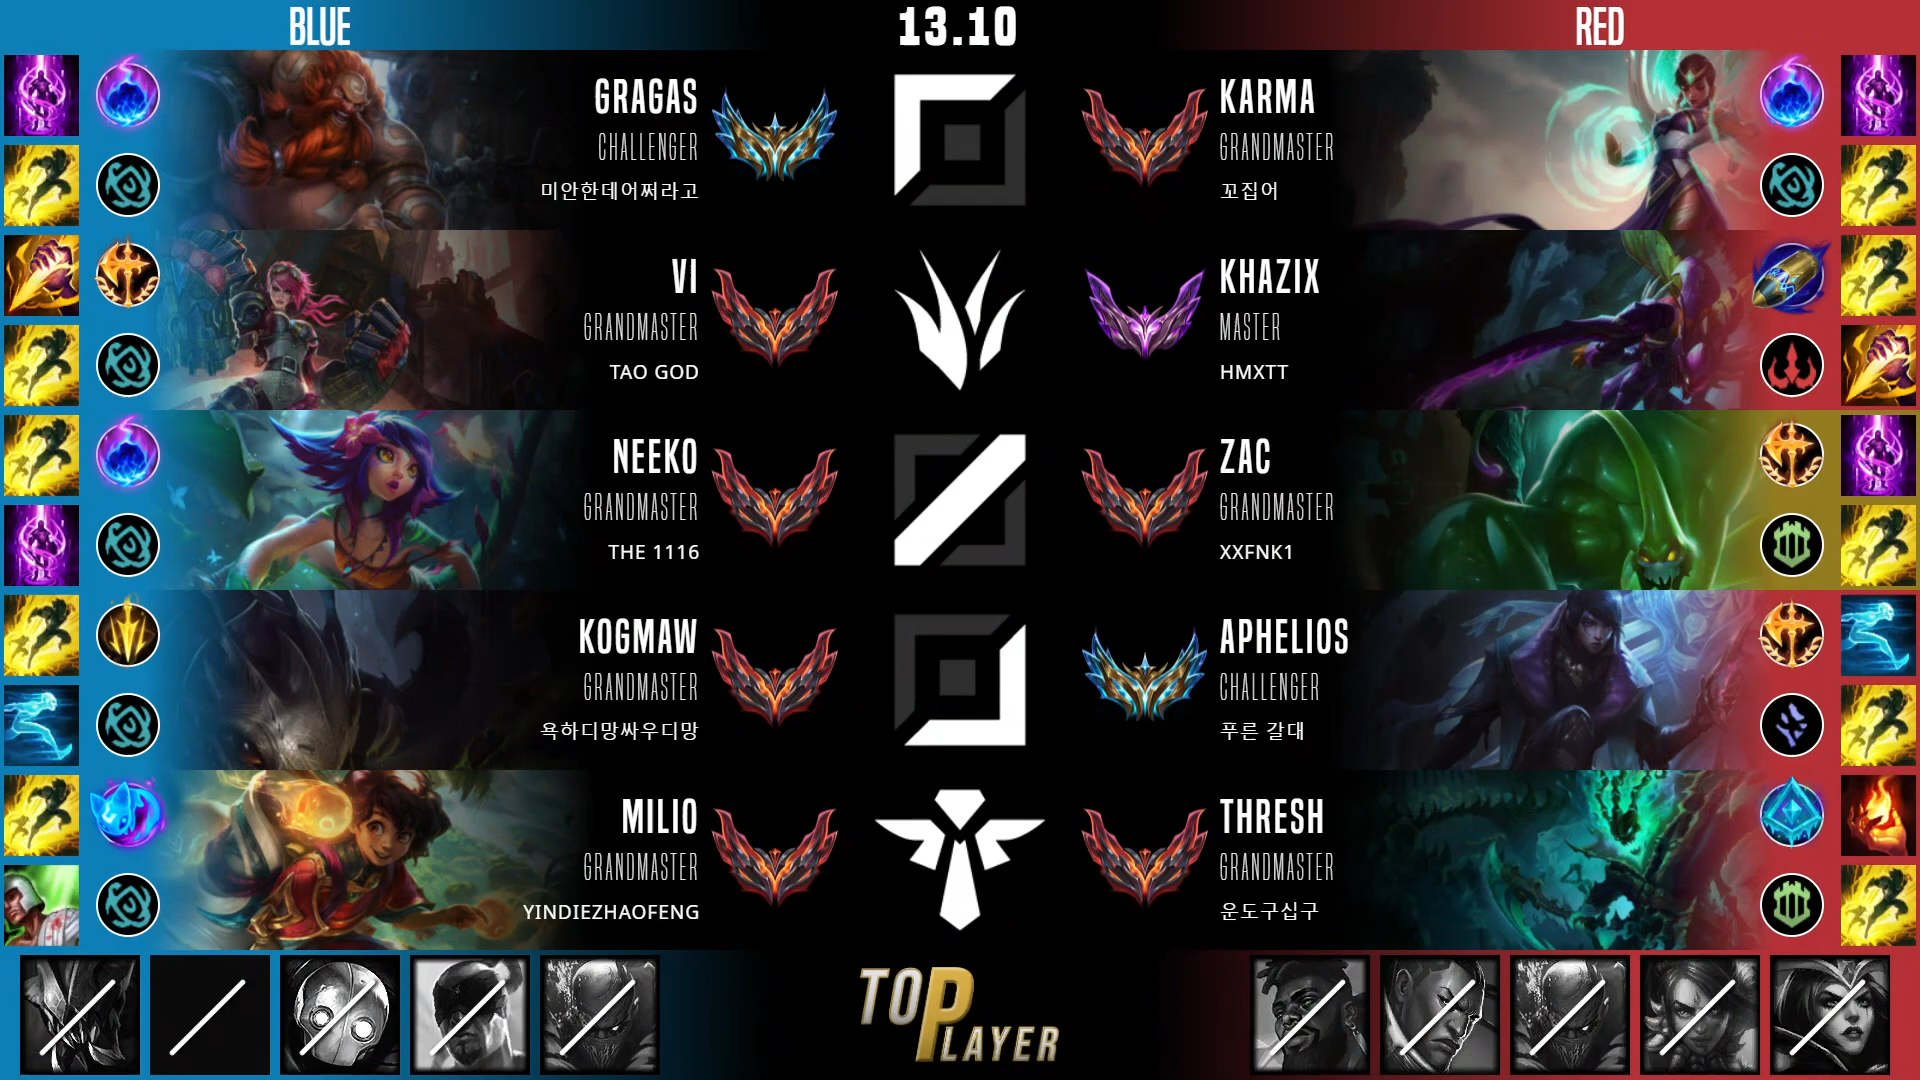 BLUE
13.10
RED
GRAGAS
CHALLENGER
미안한데어쩌라고
KARMA
GRANDMASTER
꼬집어
VI
GRANDMASTER
TAO GOD
KHAZIX
MASTER
HMXTT
NEEKO
GRANDMASTER
THE 1116
ZAC
GRANDMASTER
XXFNK1
KOGMAW
GRANDMASTER
욕하디망싸우디망
APHELIOS
CHALLENGER
푸른 갈대
MILIO
GRANDMASTER
YINDIEZHAOFENG
THRESH
GRANDMASTER
운도구십구
TOP
PLAYER